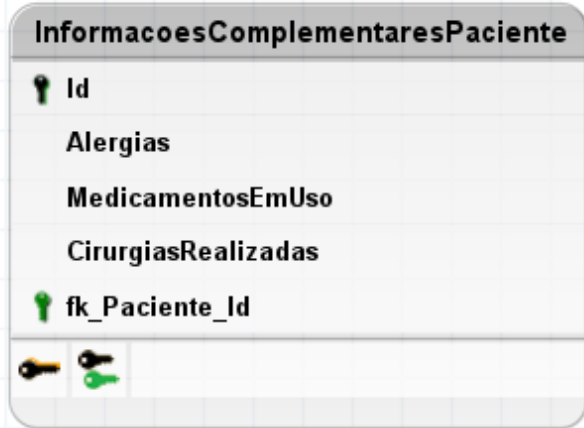 InformacoesComplementaresPaciente
Id
Alergias
MedicamentosEmUso
CirurgiasRealizadas
fk_Paciente_Id